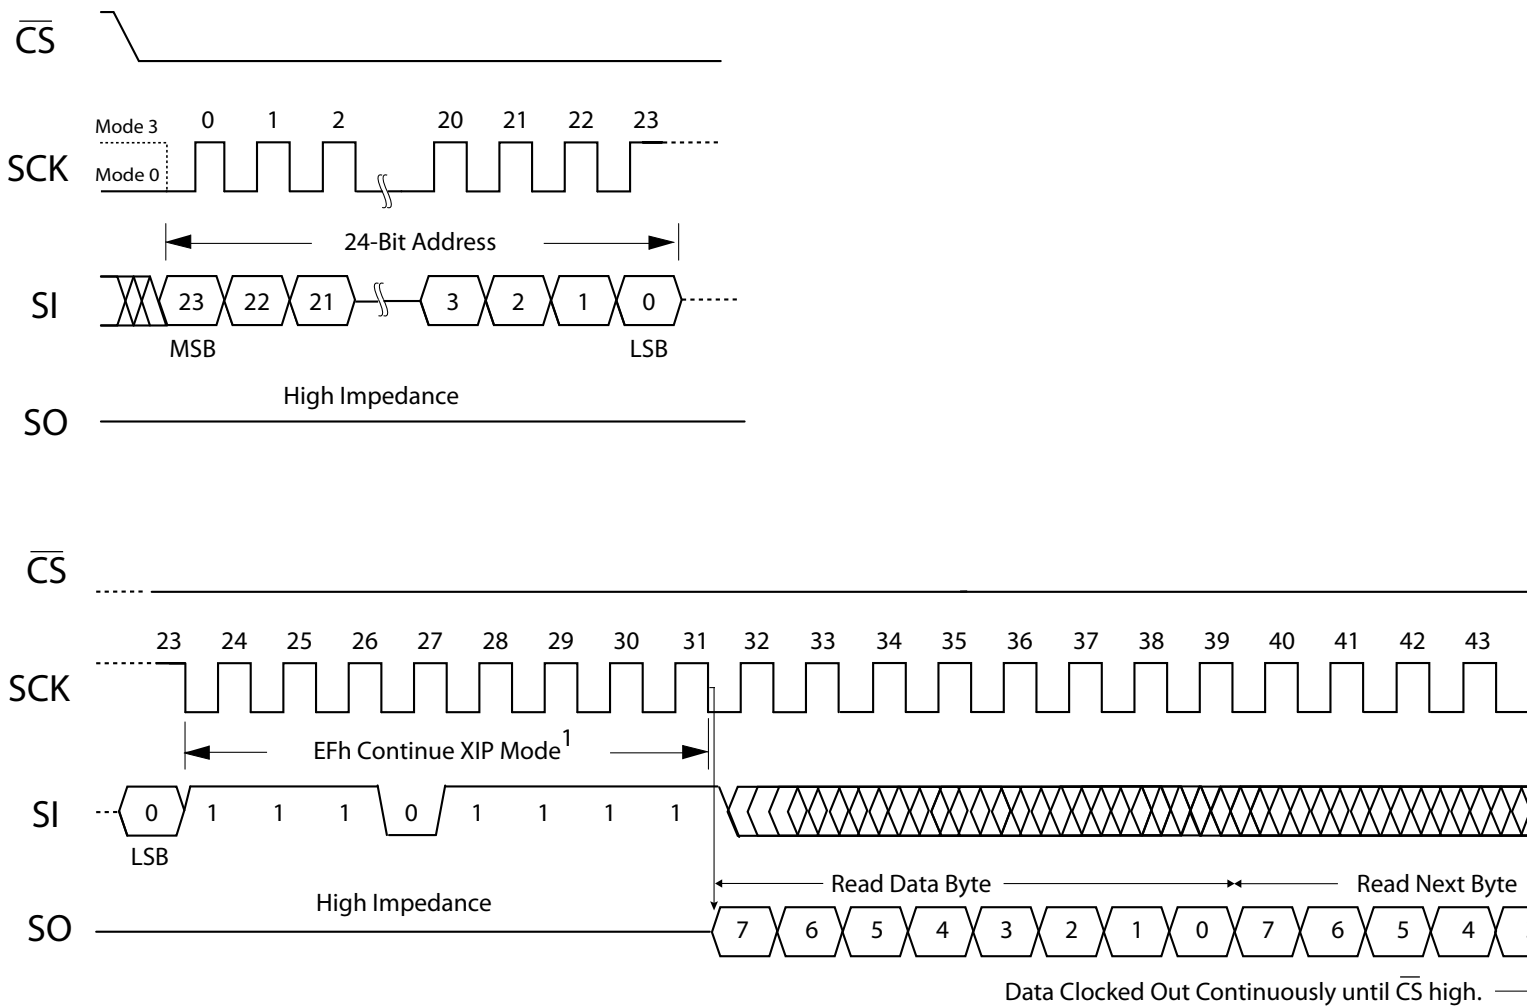 CS
Mode 3
0 1 2 20 21 22 23
SCK
Mode 0
24-Bit Address
SI
23 22 21 3 2 1 0
MSB LSB
High Impedance
SO
CS
23 24 25 26 27 28 29 30 31 32 33 34 35 36 37 38 39 40 41 42 43
SCK
EFh Continue XIP Mode1
SI
0 1 1 1 0 1 1 1 1
LSB
Read Data Byte Read Next Byte
High Impedance
SO
7 6 5 4 3 2 1 0 7 6 5 4
Data Clocked Out Continuously until CS high.